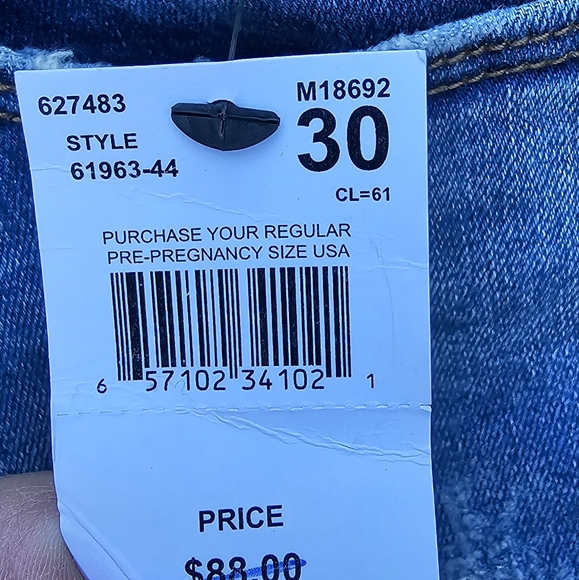 627483
M18692
STYLE
30
61963-44
CL=61
PURCHASE YOUR REGULAR
PRE-PREGNANCY SIZE USA
6 57102 34102 1
PRICE
$88.00